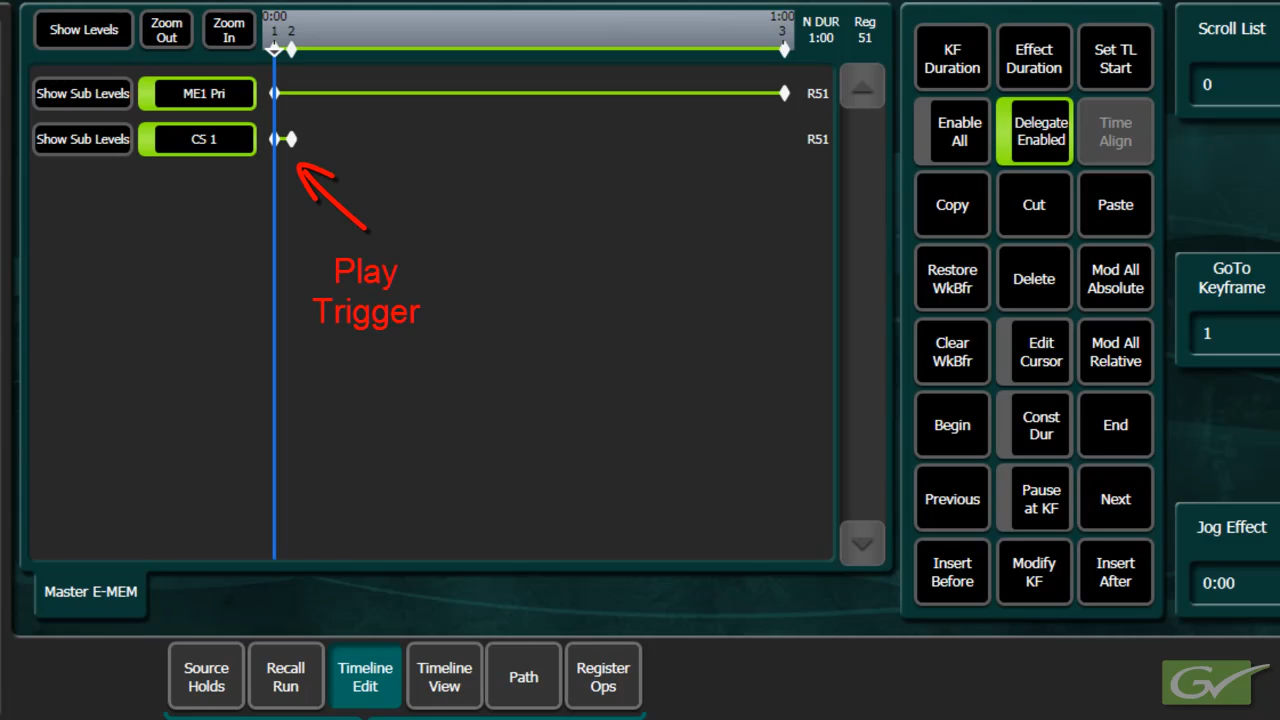 Show Levels
Zoom
Out
Zoom
In
0:00
1:00
1
2
3
N DUR
1:00
Reg
51
Show Sub Levels
ME1 Pri
R51
Show Sub Levels
CS 1
R51
Play
Trigger
Master E-MEM
KF
Duration
Effect
Duration
Set TL
Start
Enable
All
Delegate
Enabled
Time
Align
Copy
Cut
Paste
Restore
WkBfr
Delete
Mod All
Absolute
Clear
WkBfr
Edit
Cursor
Mod All
Relative
Begin
Const
Dur
End
Previous
Pause
at KF
Next
Insert
Before
Modify
KF
Insert
After
Scroll List
0
GoTo
Keyframe
1
Jog Effect
0:00
Source
Holds
Recall
Run
Timeline
Edit
Timeline
View
Path
Register
Ops
GV